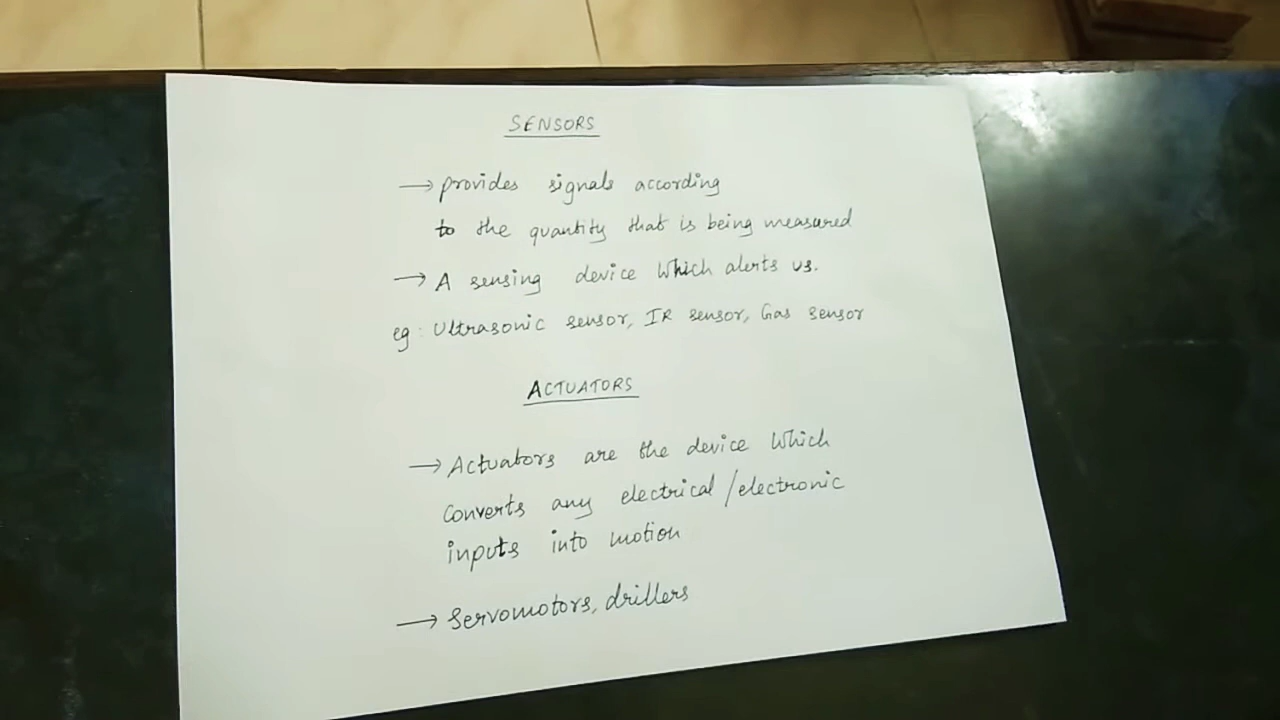 SENSORS
→ provides signals according
to the quantity that is being measured
→ A sensing device which alerts us.
eg: Ultrasonic sensor, IR sensor, Gas sensor
ACTUATORS
→ Actuators are the device which
converts any electrical/electronic
inputs into motion
→ Servomotors, drillers